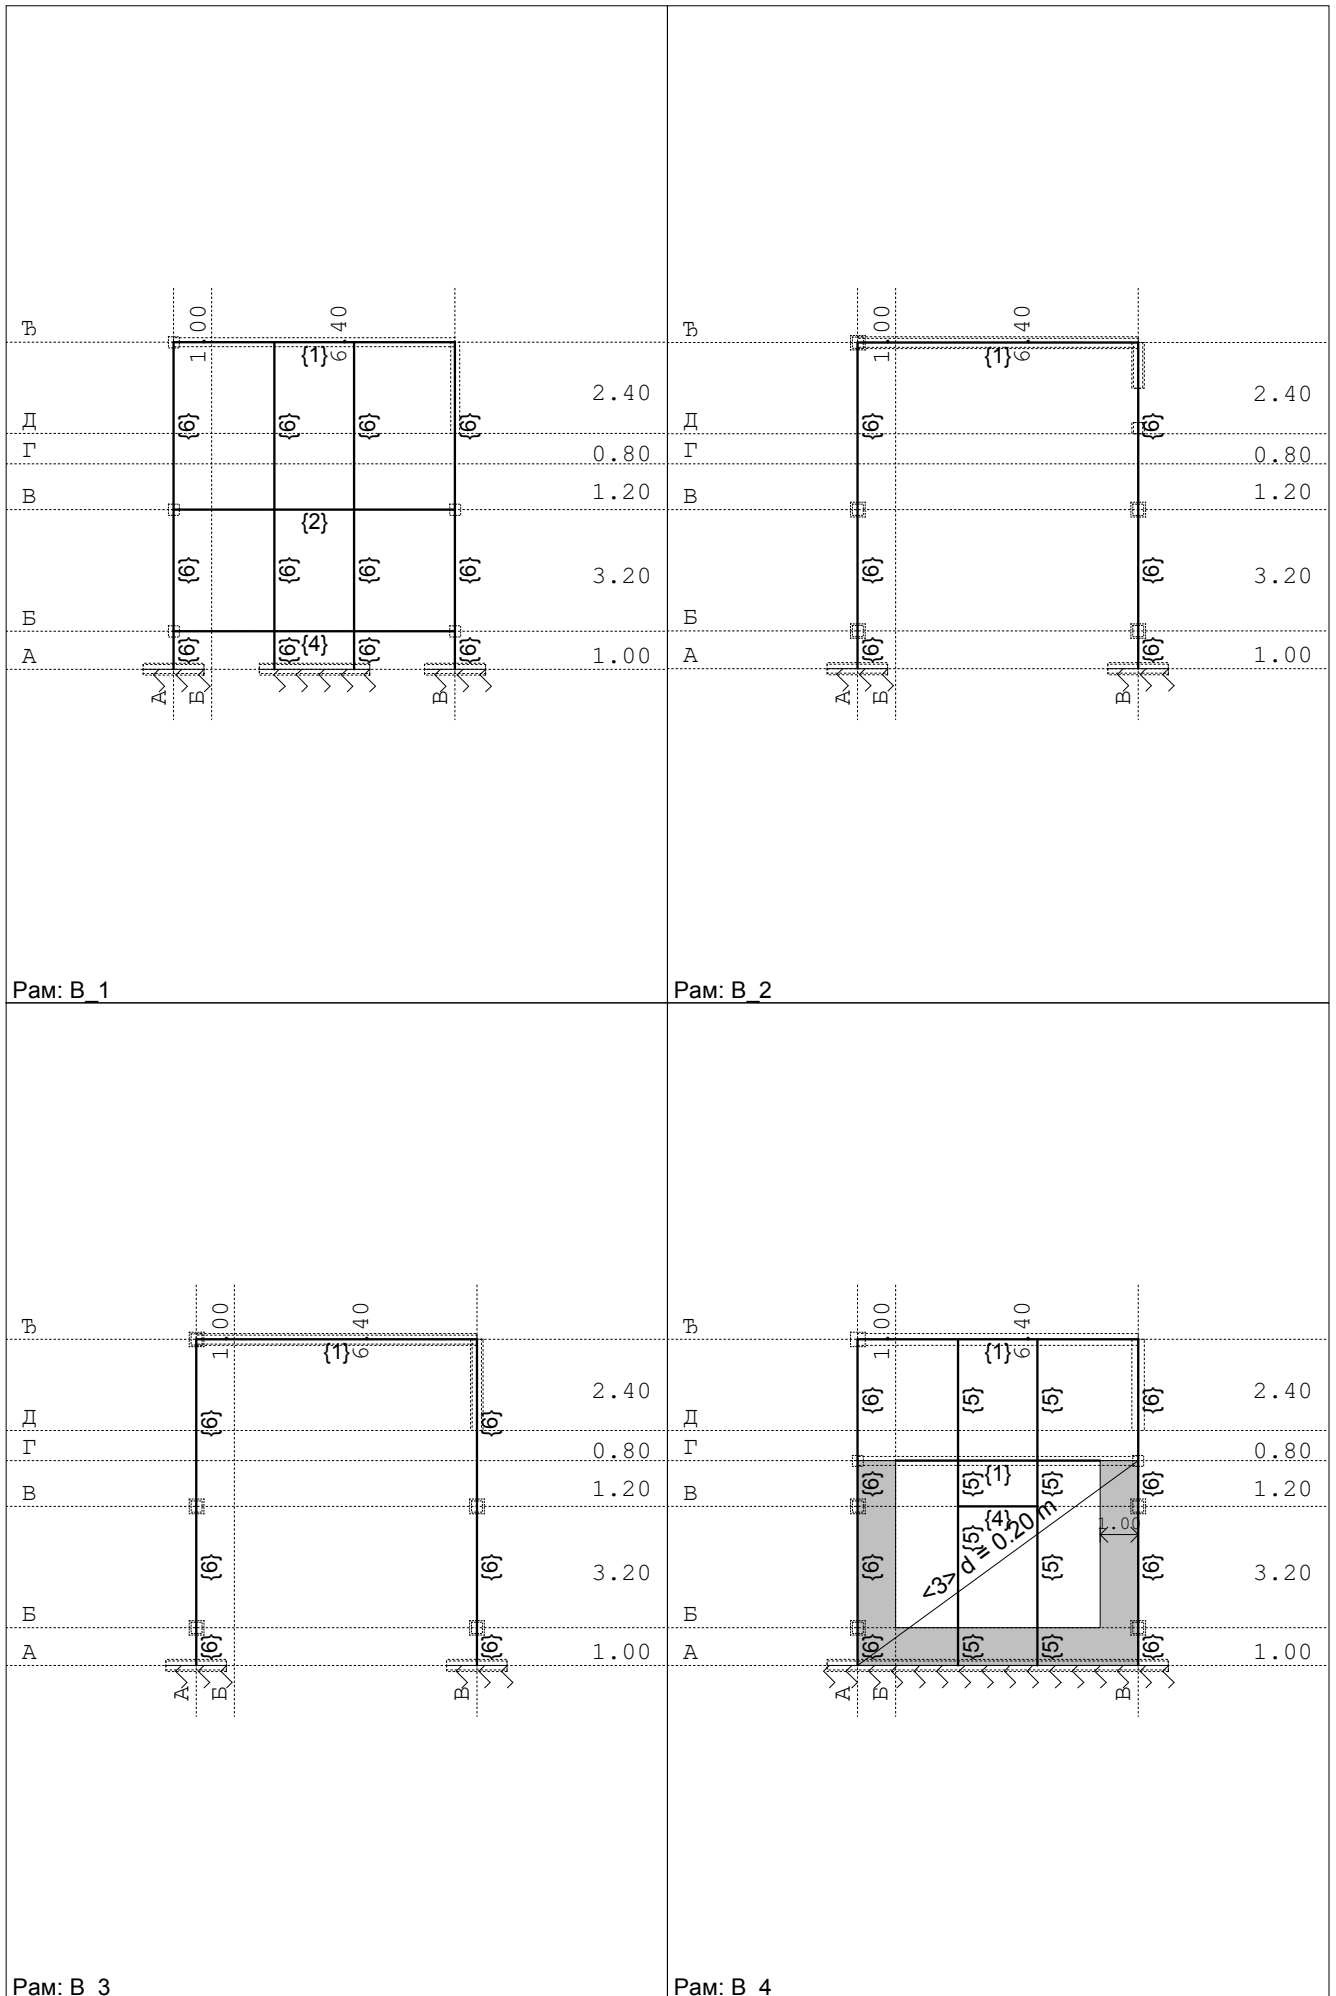 1.00
6.40
Ђ
{1}
2.40
Д
{6} {6} {6} {6}
Г
0.80
В
1.20
{2}
{6} {6} {6} {6}
3.20
Б
{6} {6} {4} {6} {6}
А
1.00
А Б В
Рам: В_1
1.00
6.40
Ђ
{1}
2.40
Д
{6} {6}
Г
0.80
В
1.20
{6} {6}
3.20
Б
{6} {6}
А
1.00
А Б В
Рам: В_2
1.00
6.40
Ђ
{1}
2.40
Д
{6} {6}
Г
0.80
В
1.20
{6} {6}
3.20
Б
{6} {6}
А
1.00
А Б В
Рам: В_3
1.00
6.40
Ђ
{1}
2.40
{6} {5} {5} {6}
Д
Г
0.80
{6} {5} {1} {5} {6}
1.20
В
{4}
1.00
{5}
<3> d = 0.20 m
{6} {5} {6}
3.20
Б
{6} {5} {5} {6}
А
1.00
А Б В
Рам: В_4